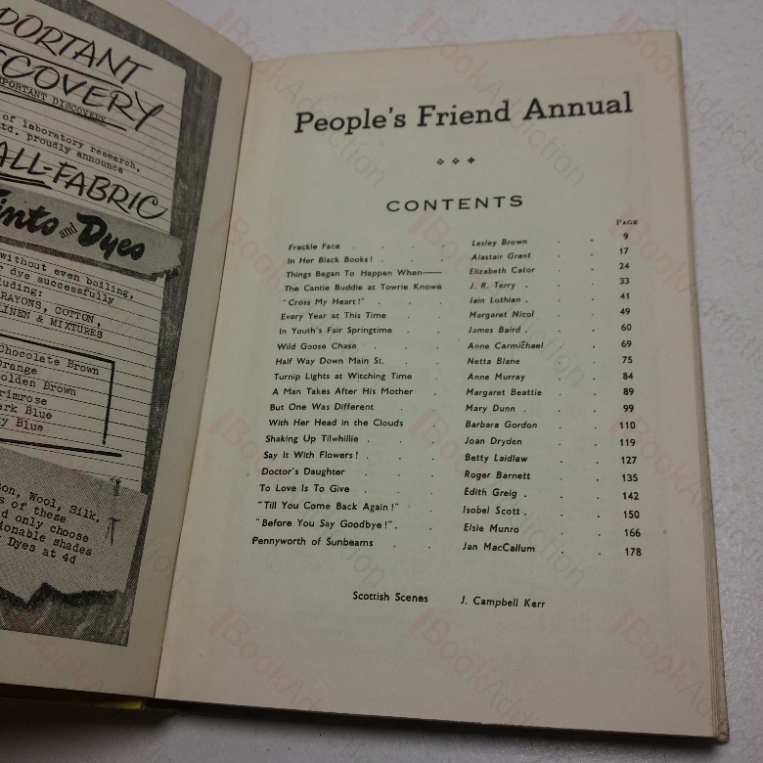 PORTANT
SCOVERY
MPORTANT DISCOVERY
of laboratory research,
td. proudly announce
ALL-FABRIC
ints and Dyes
without even boiling,
dye successfully
luding:
RAYONS, COTTON,
LINEN & MIXTURES
Chocolate Brown
Orange
olden Brown
rimrose
ark Blue
y Blue
on, Wool, Silk,
s of these
d only choose
ionable shades
Dyes at 4d
People's Friend Annual
CONTENTS
PAGE
Freckle Face . . . . Lesley Brown . . 9
In Her Black Books! . . . Alastair Grant . . 17
Things Began To Happen When—— Elizabeth Cator . . 24
The Cantie Buddie at Towrie Knowe J. R. Terry . . . 33
"Cross My Heart!" . . . Iain Lothian . . . 41
Every Year at This Time . . Margaret Nicol . . 49
In Youth's Fair Springtime . . James Baird . . . 60
Wild Goose Chase . . . Anne Carmichael . . 69
Half Way Down Main St. . . Netta Blane . . 75
Turnip Lights at Witching Time . Anne Murray . . 84
A Man Takes After His Mother . Margaret Beattie . . 89
But One Was Different . . Mary Dunn . . . 99
With Her Head in the Clouds . Barbara Gordon . . 110
Shaking Up Tilwhillie . . . Joan Dryden . . 119
Say It With Flowers! . . . Betty Laidlaw . . 127
Doctor's Daughter . . . Roger Barnett . . 135
To Love Is To Give . . . Edith Greig . . . 142
"Till You Come Back Again!" . Isobel Scott . . . 150
"Before You Say Goodbye!" . . Elsie Munro . . 166
Pennyworth of Sunbeams . . Jan MacCallum . . 178
Scottish Scenes J. Campbell Kerr